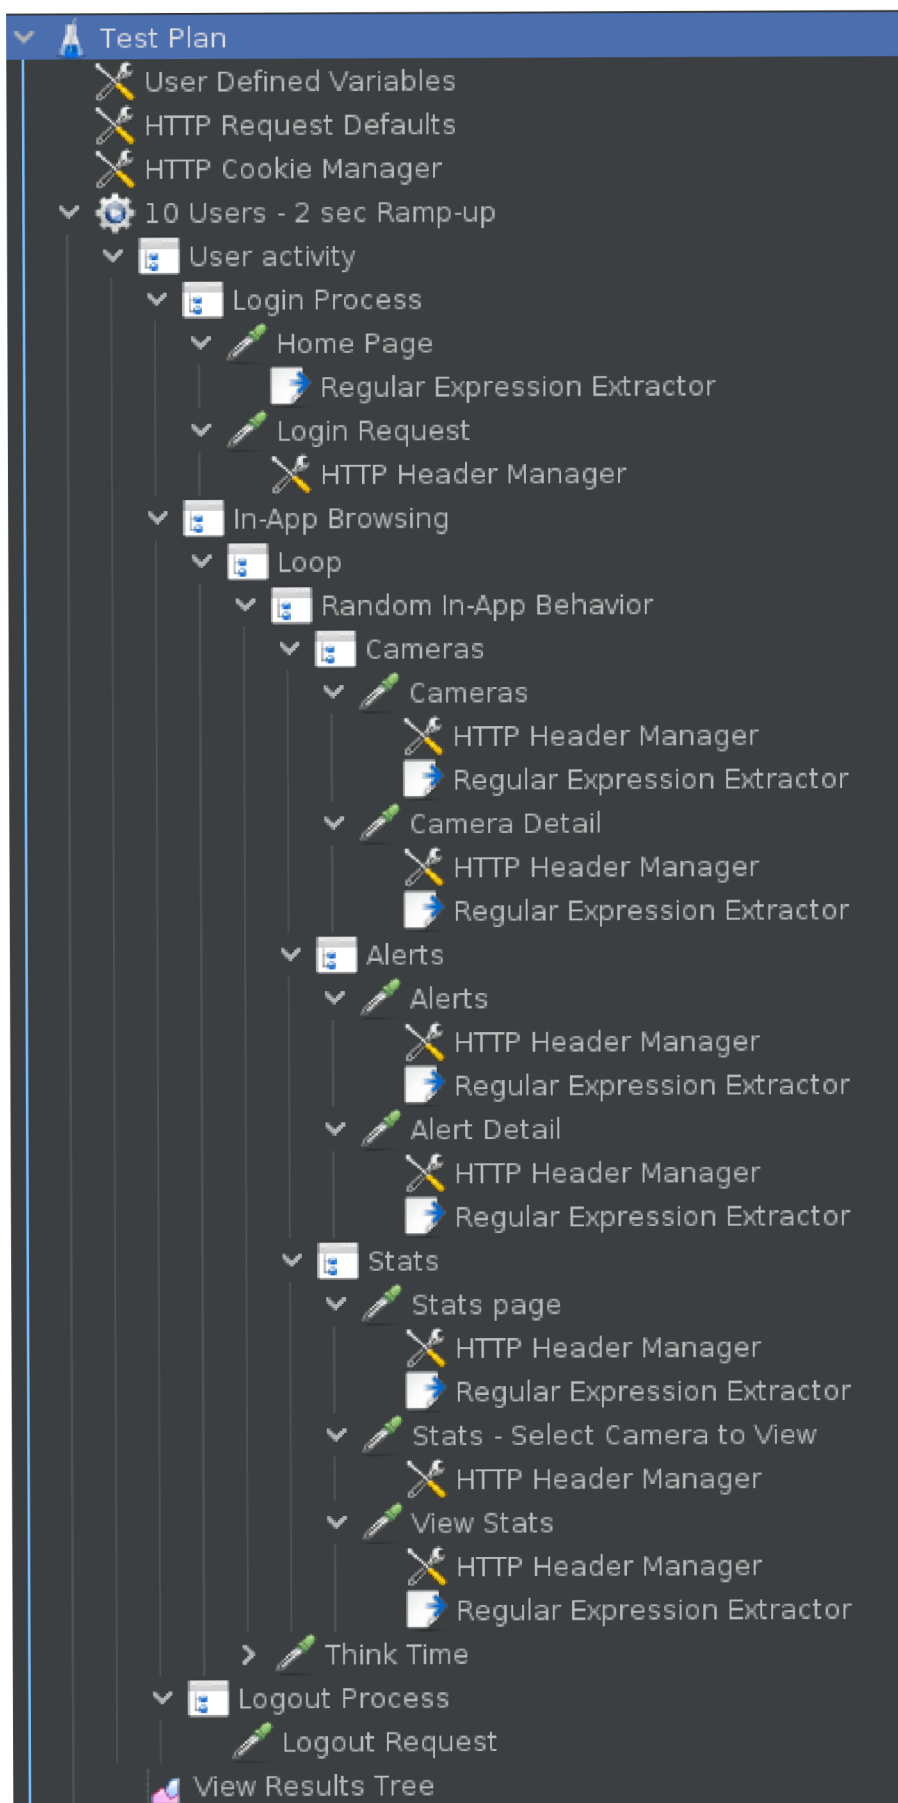 Test Plan
User Defined Variables
HTTP Request Defaults
HTTP Cookie Manager
10 Users - 2 sec Ramp-up
User activity
Login Process
Home Page
Regular Expression Extractor
Login Request
HTTP Header Manager
In-App Browsing
Loop
Random In-App Behavior
Cameras
Cameras
HTTP Header Manager
Regular Expression Extractor
Camera Detail
HTTP Header Manager
Regular Expression Extractor
Alerts
Alerts
HTTP Header Manager
Regular Expression Extractor
Alert Detail
HTTP Header Manager
Regular Expression Extractor
Stats
Stats page
HTTP Header Manager
Regular Expression Extractor
Stats - Select Camera to View
HTTP Header Manager
View Stats
HTTP Header Manager
Regular Expression Extractor
Think Time
Logout Process
Logout Request
View Results Tree